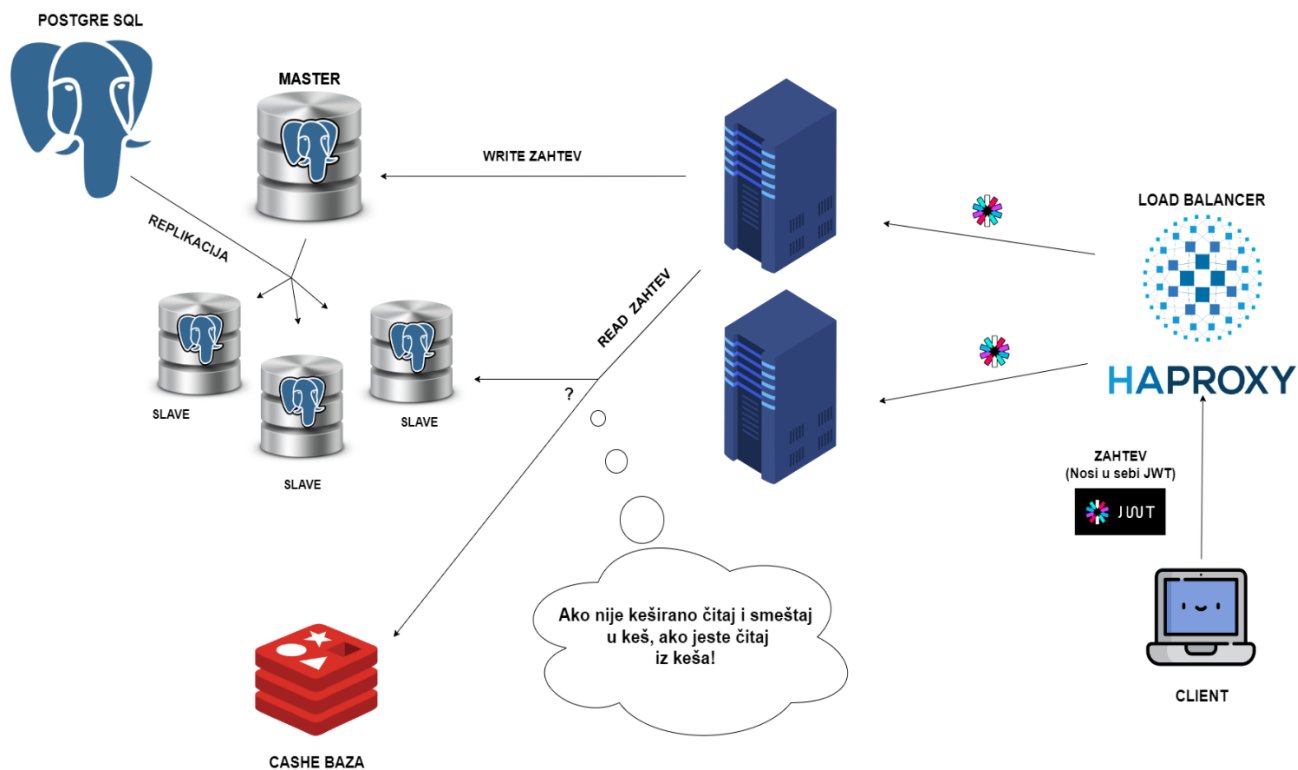 POSTGRE SQL
MASTER
WRITE ZAHTEV
LOAD BALANCER
REPLIKACIJA
READ ZAHTEV
HAPROXY
?
SLAVE
SLAVE
SLAVE
ZAHTEV
(Nosi u sebi JWT)
JWT
Ako nije keširano čitaj i smeštaj
u keš, ako jeste čitaj
iz keša!
CLIENT
CASHE BAZA